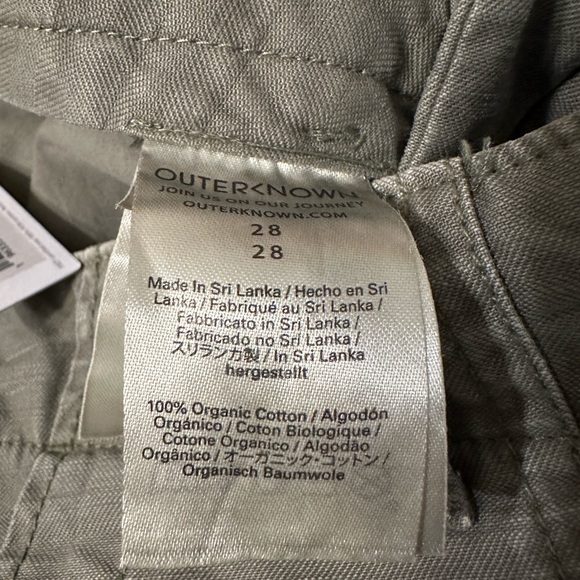 OUTERKNOWN
JOIN US ON OUR JOURNEY
OUTERKNOWN.COM
28
28
Made In Sri Lanka / Hecho en Sri
Lanka / Fabriqué au Sri Lanka /
Fabbricato in Sri Lanka /
Fabricado no Sri Lanka /
スリランカ製 / In Sri Lanka
hergestellt
100% Organic Cotton / Algodón
Orgánico / Coton Biologique /
Cotone Organico / Algodão
Orgânico / オーガニック・コットン /
Organisch Baumwole